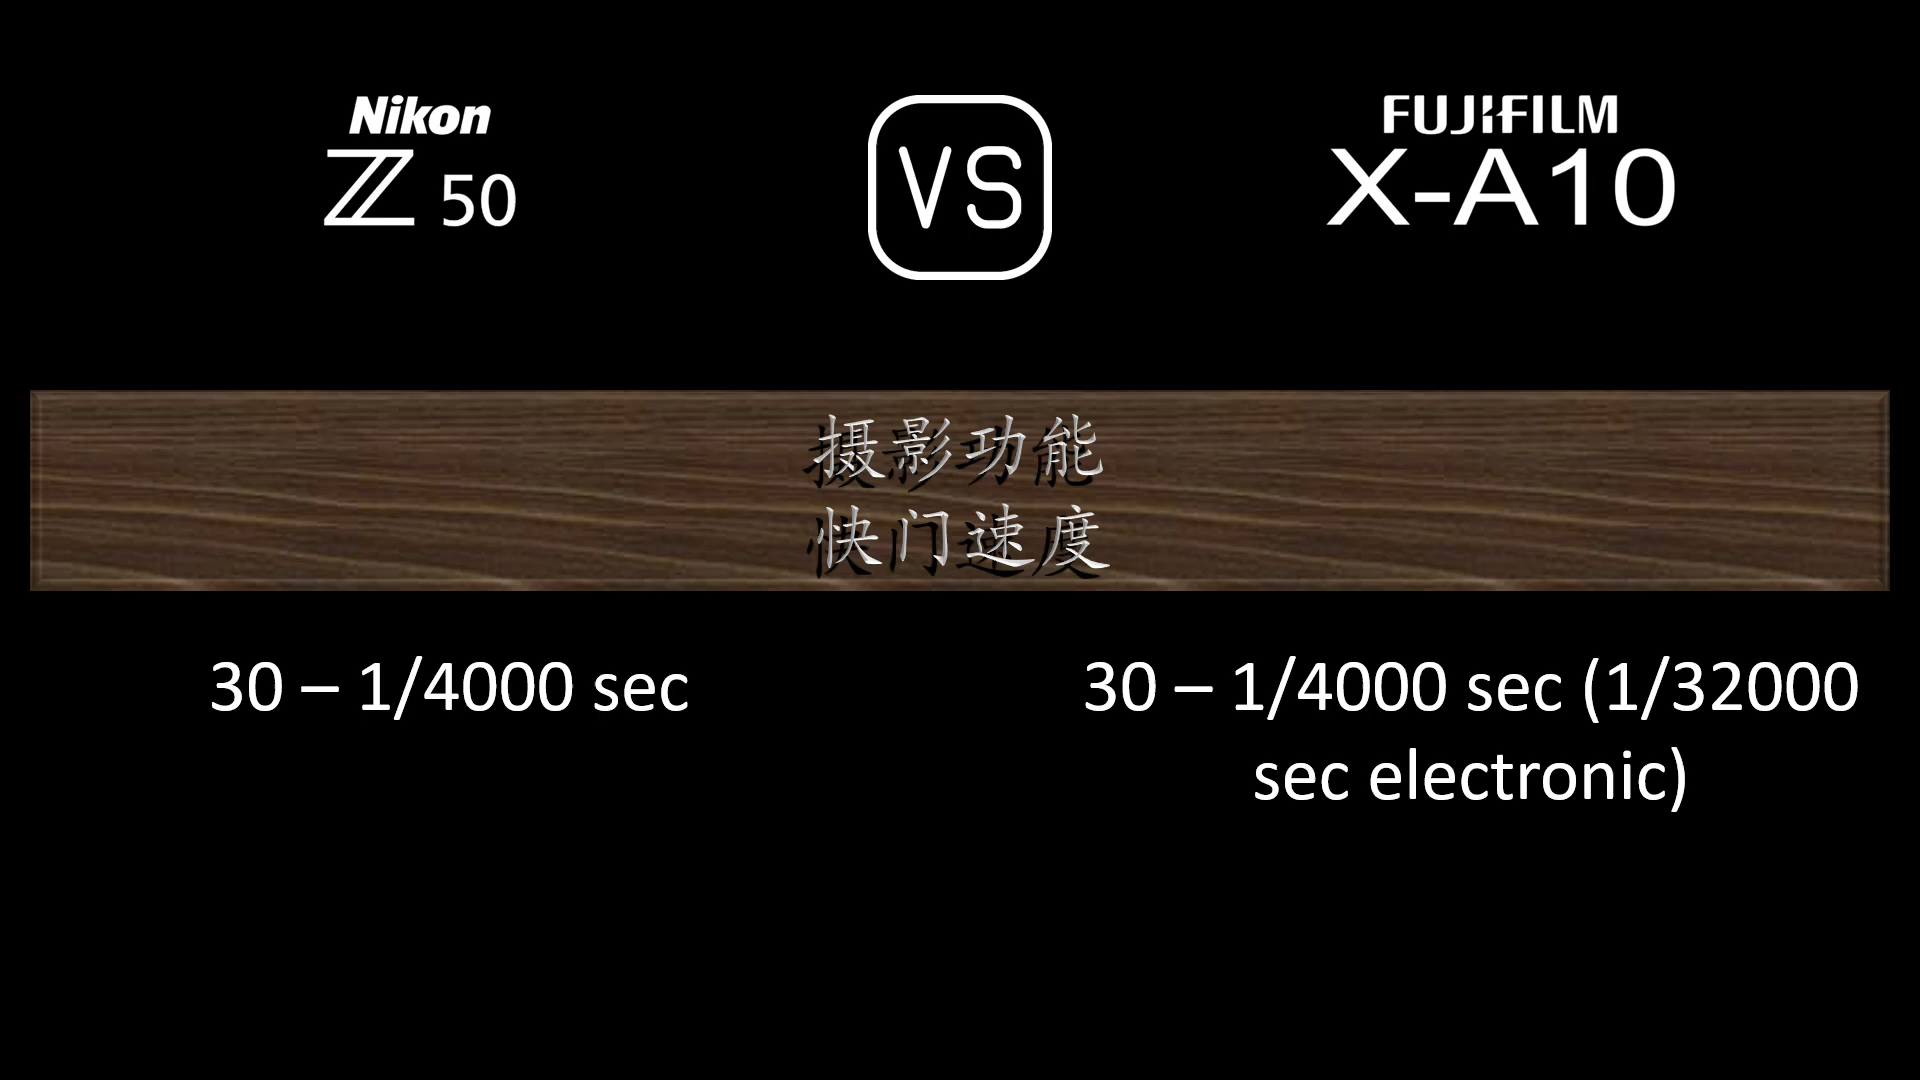 Nikon
Z 50
VS
FUJIFILM
X-A10
摄影功能
快门速度
30 – 1/4000 sec
30 – 1/4000 sec (1/32000
sec electronic)